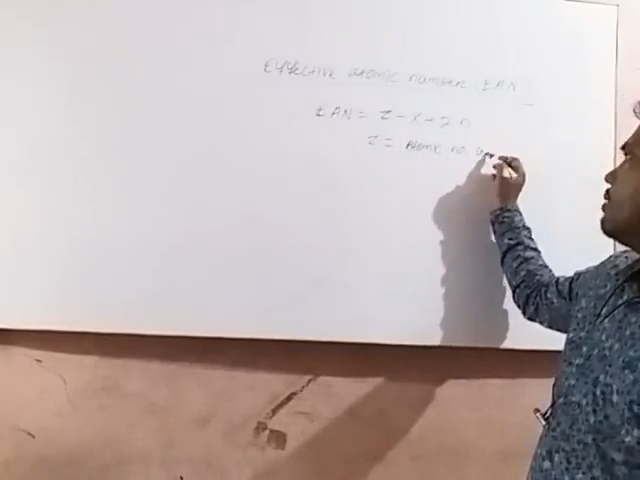 Effective atomic number (EAN)
EAN = Z - X + 2n
Z = Atomic no.